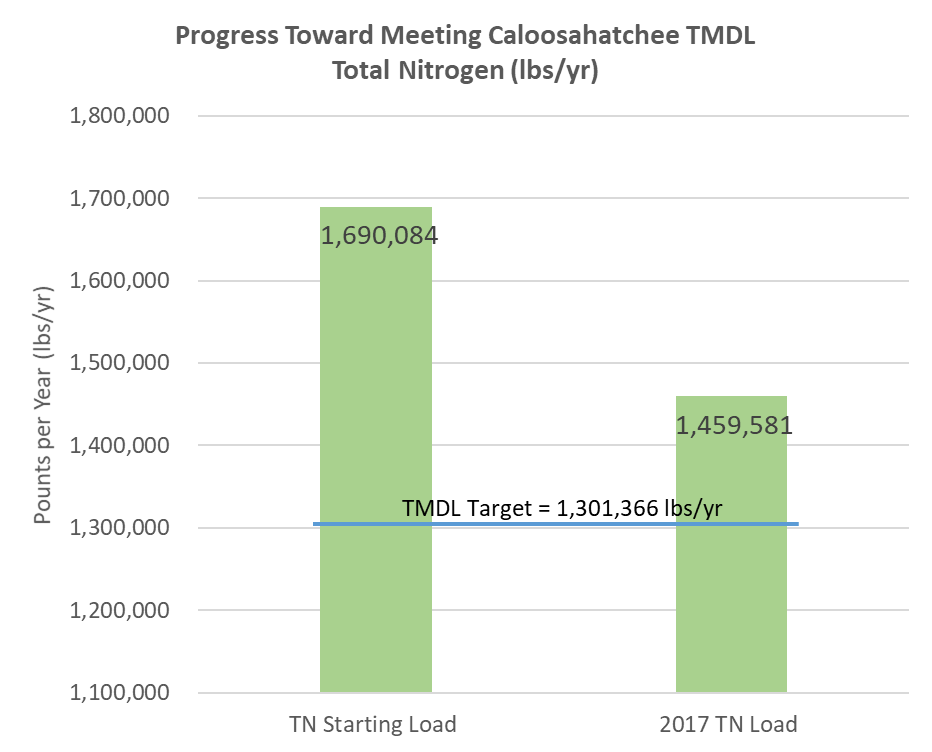 Progress Toward Meeting Caloosahatchee TMDL
Total Nitrogen (lbs/yr)
1,800,000
1,700,000
1,600,000
1,500,000
1,400,000
1,300,000
1,200,000
1,100,000
Pounts per Year (lbs/yr)
1,690,084
1,459,581
TMDL Target = 1,301,366 lbs/yr
TN Starting Load
2017 TN Load